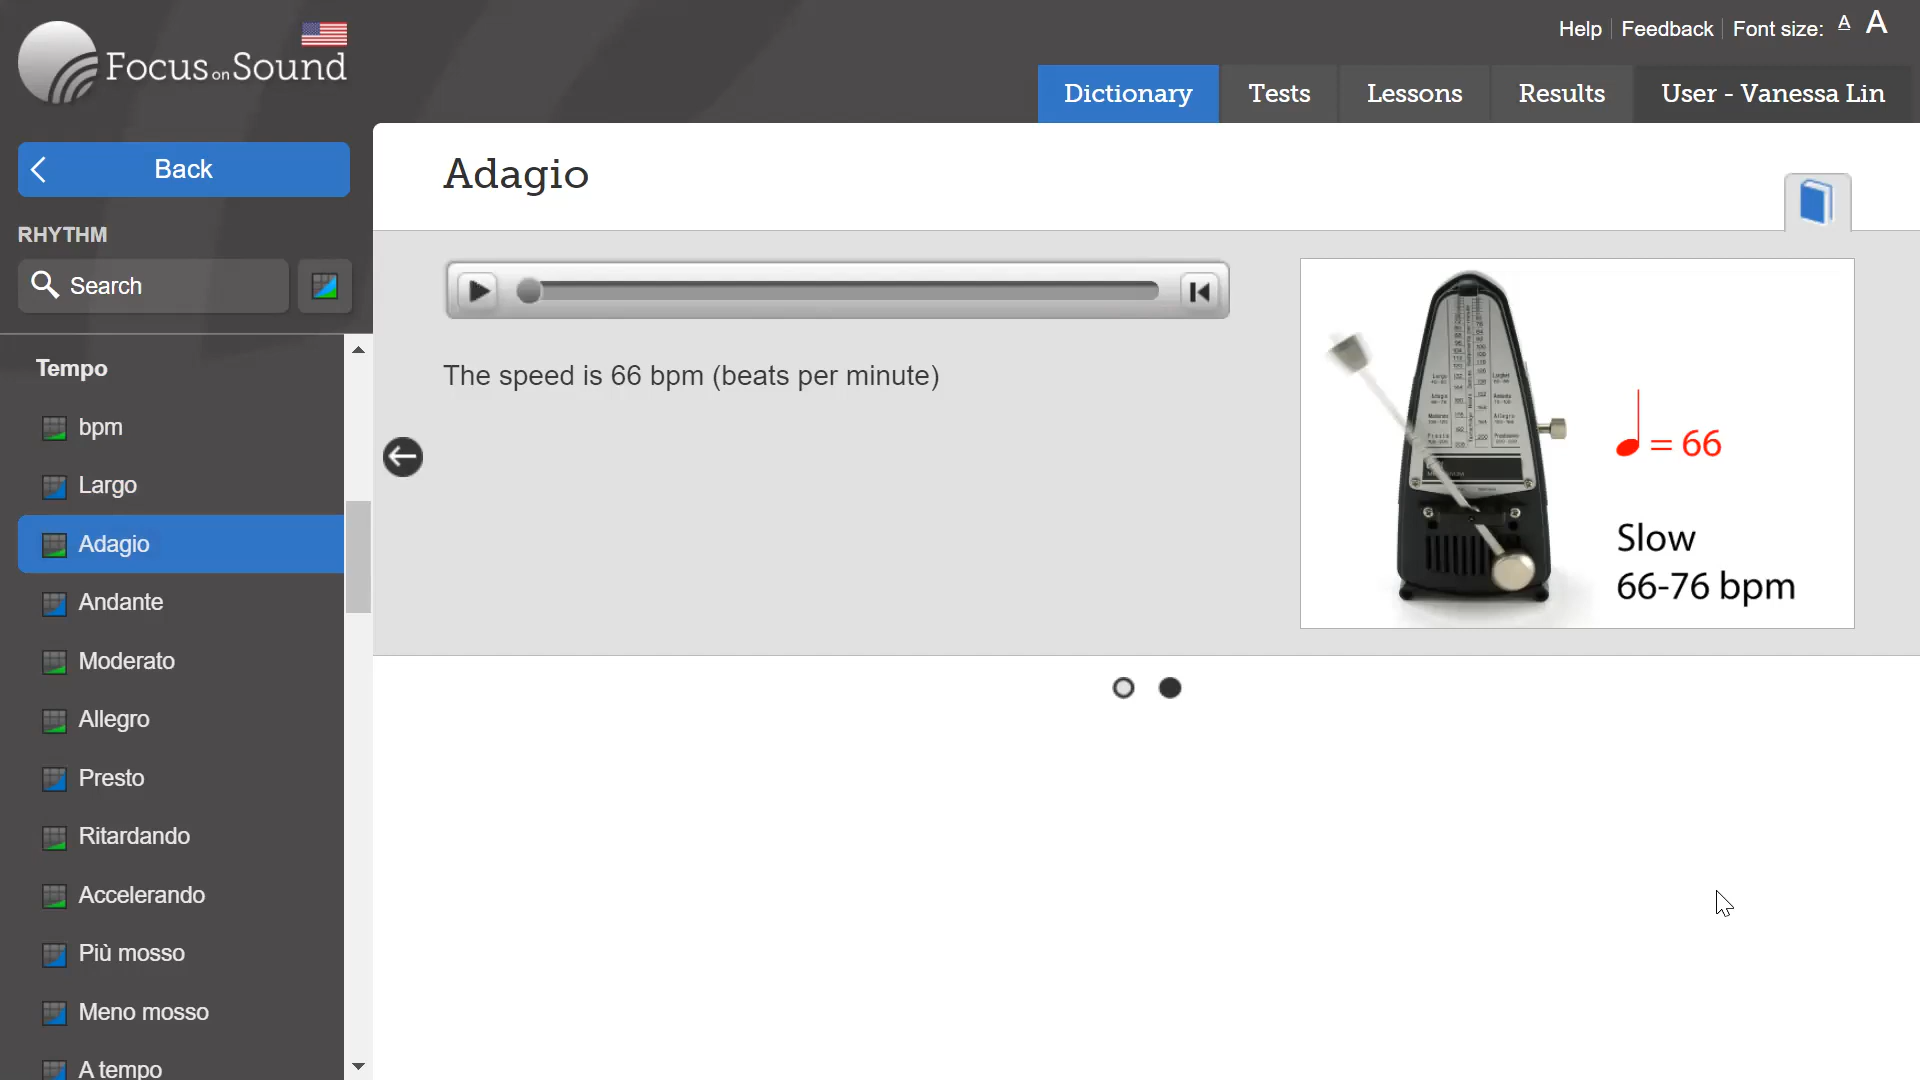 Focus on Sound
Help
Feedback
Font size: A A
Dictionary
Tests
Lessons
Results
User - Vanessa Lin
Back
RHYTHM
Search
Tempo
bpm
Largo
Adagio
Andante
Moderato
Allegro
Presto
Ritardando
Accelerando
Più mosso
Meno mosso
A tempo
Adagio
The speed is 66 bpm (beats per minute)
= 66
Slow
66-76 bpm